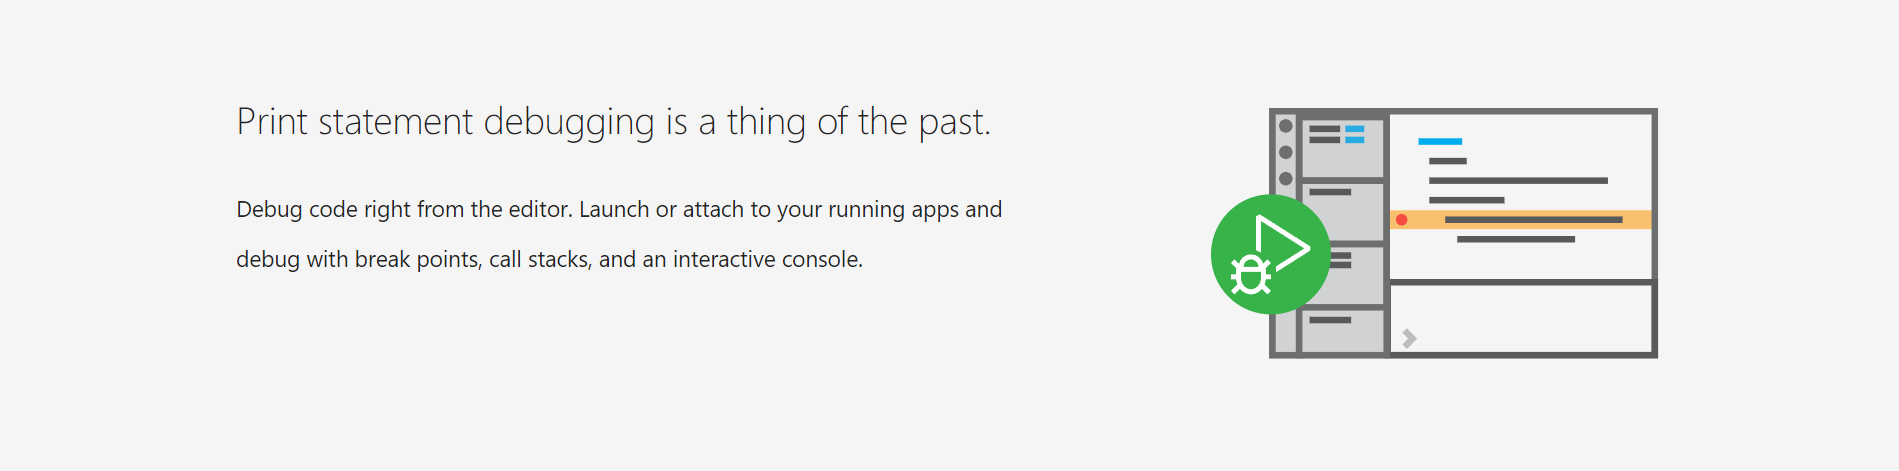 Print statement debugging is a thing of the past.
Debug code right from the editor. Launch or attach to your running apps and
debug with break points, call stacks, and an interactive console.